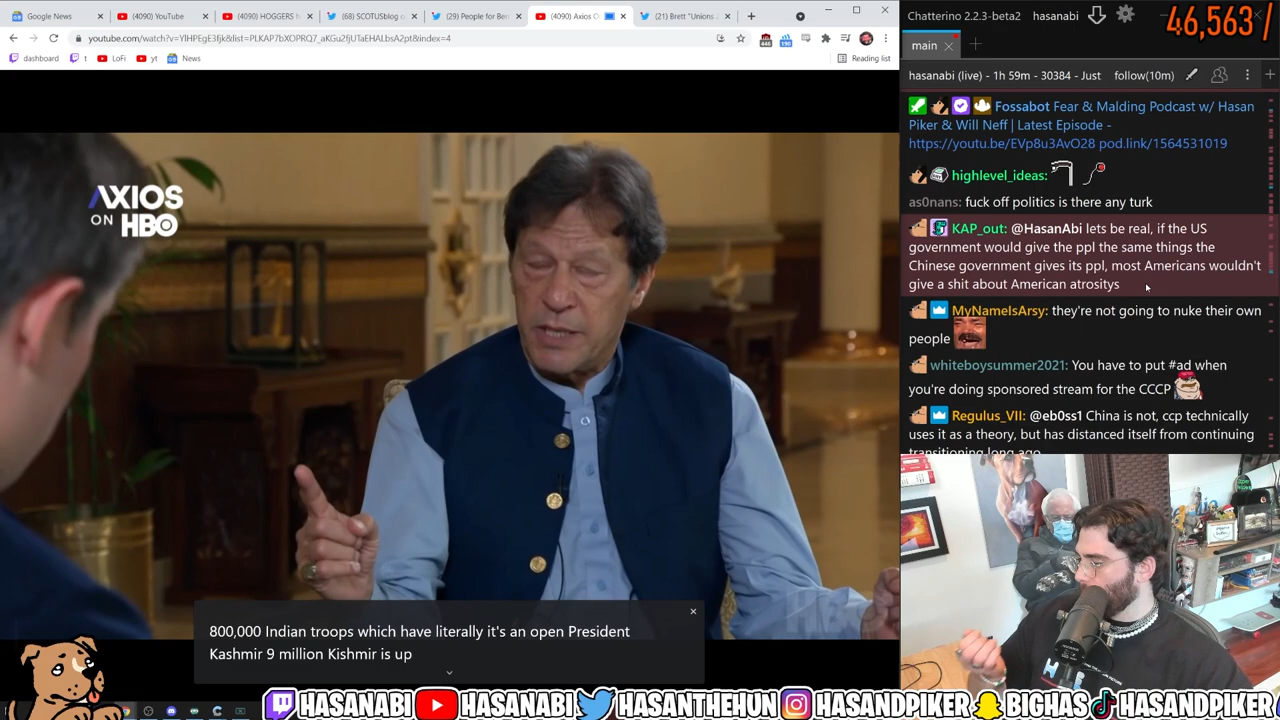 Google News
(4090) YouTube
(4090) HOGGERS
(68) SCOTUSblog o
(29) People for Ber
(4090) Axios O
(21) Brett "Unions
youtube.com/watch?v=YlHPEgE3fjk&list=PLKAP7bXOPRQ7_aKGu2fjUTaEHALbsA2pt&index=4
dashboard
t
LoFi
yt
News
Reading list
AXIOS
ON HBO
800,000 Indian troops which have literally it's an open President
Kashmir 9 million Kishmir is up
Chatterino 2.2.3-beta2
hasanabi
46,563 /
main
hasanabi (live) - 1h 59m - 30384 - Just
follow(10m)
Fossabot Fear & Malding Podcast w/ Hasan
Piker & Will Neff | Latest Episode -
https://youtu.be/EVp8u3AvO28 pod.link/1564531019
highlevel_ideas:
as0nans: fuck off politics is there any turk
KAP_out: @HasanAbi lets be real, if the US
government would give the ppl the same things the
Chinese government gives its ppl, most Americans wouldn't
give a shit about American atrositys
MyNameIsArsy: they're not going to nuke their own
people
whiteboysummer2021: You have to put #ad when
you're doing sponsored stream for the CCCP
Regulus_VII: @eb0ss1 China is not, ccp technically
uses it as a theory, but has distanced itself from continuing
transitioning long ago
HASANABI
HASANABI
HASANTHEHUN
HASANDPIKER
BIGHAS
HASANDPIKER